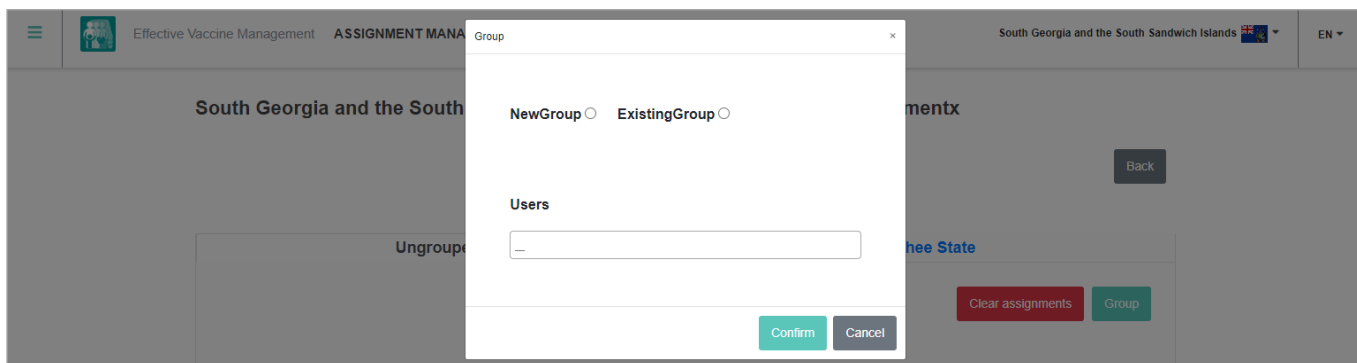 Effective Vaccine Management ASSIGNMENT MANA
Group
×
South Georgia and the South Sandwich Islands
EN
South Georgia and the South
mentx
NewGroup
ExistingGroup
Back
Users
Ungroupe
hee State
Clear assignments
Group
Confirm
Cancel